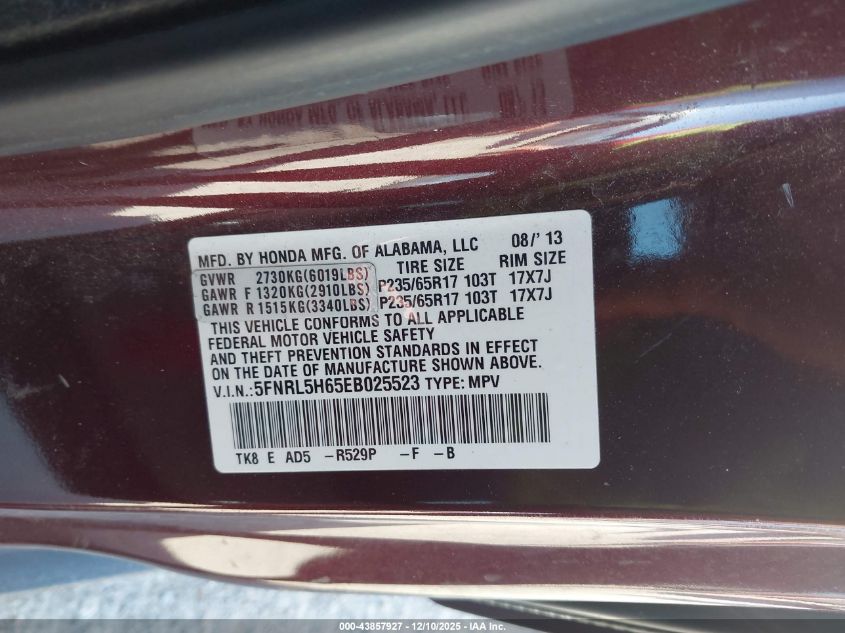 MFD. BY HONDA MFG. OF ALABAMA, LLC 08/'13
TIRE SIZE RIM SIZE
GVWR 2730KG(6019LBS)
GAWR F 1320KG(2910LBS) P235/65R17 103T 17X7J
GAWR R 1515KG(3340LBS) P235/65R17 103T 17X7J
THIS VEHICLE CONFORMS TO ALL APPLICABLE
FEDERAL MOTOR VEHICLE SAFETY
AND THEFT PREVENTION STANDARDS IN EFFECT
ON THE DATE OF MANUFACTURE SHOWN ABOVE.
V.I.N.:5FNRL5H65EB025523 TYPE: MPV
TK8 E AD5 -R529P -F -B
000-43857927 - 12/10/2025 - IAA Inc.